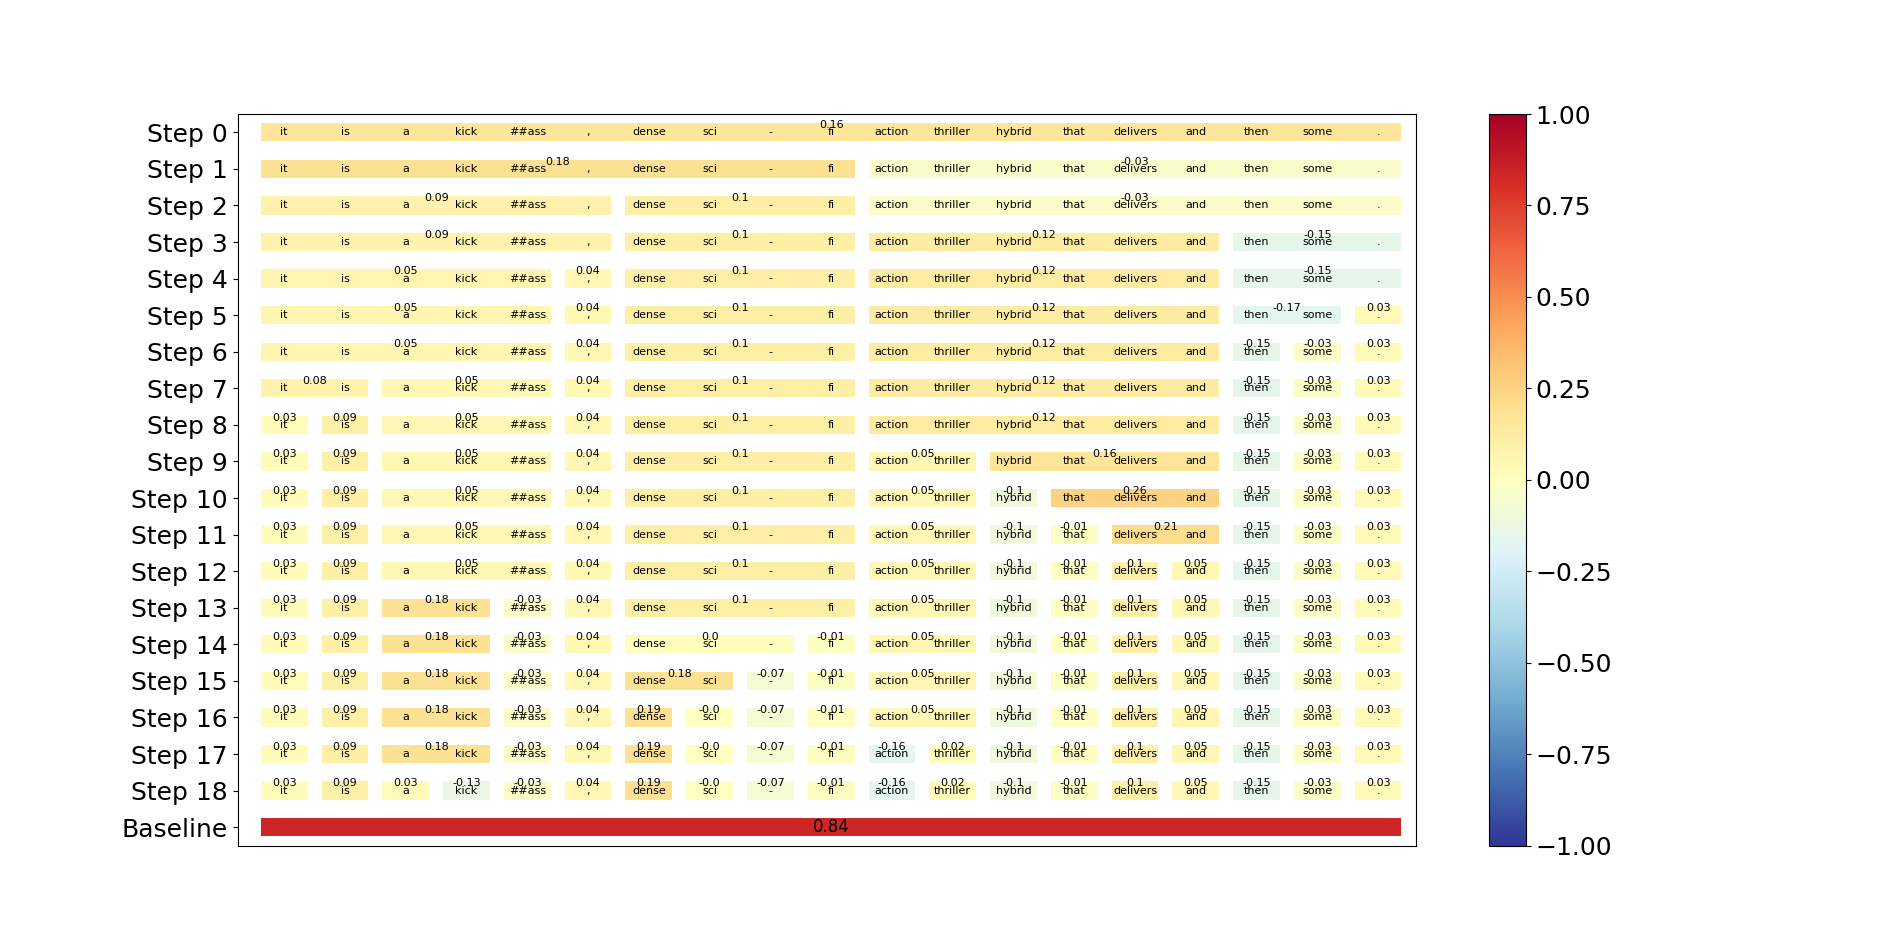 0.16
Step 0 it is a kick ##ass , dense sci - fi action thriller hybrid that delivers and then some . 1.00
0.18 -0.03
Step 1 it is a kick ##ass , dense sci - fi action thriller hybrid that delivers and then some .
0.09 0.1 -0.03
Step 2 it is a kick ##ass , dense sci - fi action thriller hybrid that delivers and then some . 0.75
0.09 0.1 0.12 -0.15
Step 3 it is a kick ##ass , dense sci - fi action thriller hybrid that delivers and then some .
0.05 0.04 0.1 0.12 -0.15
Step 4 it is a kick ##ass , dense sci - fi action thriller hybrid that delivers and then some .
0.05 0.04 0.1 0.12 -0.17 0.03
Step 5 it is a kick ##ass , dense sci - fi action thriller hybrid that delivers and then some . 0.50
0.05 0.04 0.1 0.12 -0.15 -0.03 0.03
Step 6 it is a kick ##ass , dense sci - fi action thriller hybrid that delivers and then some .
0.08 0.05 0.04 0.1 0.12 -0.15 -0.03 0.03
Step 7 it is a kick ##ass , dense sci - fi action thriller hybrid that delivers and then some . 0.25
0.03 0.09 0.05 0.04 0.1 0.12 -0.15 -0.03 0.03
Step 8 it is a kick ##ass , dense sci - fi action thriller hybrid that delivers and then some .
0.03 0.09 0.05 0.04 0.1 0.05 0.16 -0.15 -0.03 0.03
Step 9 it is a kick ##ass , dense sci - fi action thriller hybrid that delivers and then some . 0.00
0.03 0.09 0.05 0.04 0.1 0.05 -0.1 0.26 -0.15 -0.03 0.03
Step 10 it is a kick ##ass , dense sci - fi action thriller hybrid that delivers and then some .
0.03 0.09 0.05 0.04 0.1 0.05 -0.1 -0.01 0.21 -0.15 -0.03 0.03
Step 11 it is a kick ##ass , dense sci - fi action thriller hybrid that delivers and then some .
0.03 0.09 0.05 0.04 0.1 0.05 -0.1 -0.01 0.1 0.05 -0.15 -0.03 0.03
Step 12 it is a kick ##ass , dense sci - fi action thriller hybrid that delivers and then some . −0.25
0.03 0.09 0.18 -0.03 0.04 0.1 0.05 -0.1 -0.01 0.1 0.05 -0.15 -0.03 0.03
Step 13 it is a kick ##ass , dense sci - fi action thriller hybrid that delivers and then some .
0.03 0.09 0.18 -0.03 0.04 0.0 -0.01 0.05 -0.1 -0.01 0.1 0.05 -0.15 -0.03 0.03
Step 14 it is a kick ##ass , dense sci - fi action thriller hybrid that delivers and then some . −0.50
0.03 0.09 0.18 -0.03 0.04 0.18 -0.07 -0.01 0.05 -0.1 -0.01 0.1 0.05 -0.15 -0.03 0.03
Step 15 it is a kick ##ass , dense sci - fi action thriller hybrid that delivers and then some .
0.03 0.09 0.18 -0.03 0.04 0.19 -0.0 -0.07 -0.01 0.05 -0.1 -0.01 0.1 0.05 -0.15 -0.03 0.03
Step 16 it is a kick ##ass , dense sci - fi action thriller hybrid that delivers and then some .
0.03 0.09 0.18 -0.03 0.04 0.19 -0.0 -0.07 -0.01 -0.16 0.02 -0.1 -0.01 0.1 0.05 -0.15 -0.03 0.03
Step 17 it is a kick ##ass , dense sci - fi action thriller hybrid that delivers and then some . −0.75
0.03 0.09 0.03 -0.13 -0.03 0.04 0.19 -0.0 -0.07 -0.01 -0.16 0.02 -0.1 -0.01 0.1 0.05 -0.15 -0.03 0.03
Step 18 it is a kick ##ass , dense sci - fi action thriller hybrid that delivers and then some .
Baseline 0.84
−1.00